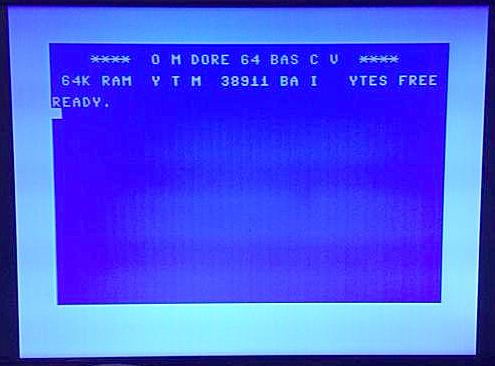 **** O M DORE 64 BAS C V ****
64K RAM Y T M 38911 BA I YTES FREE
READY.